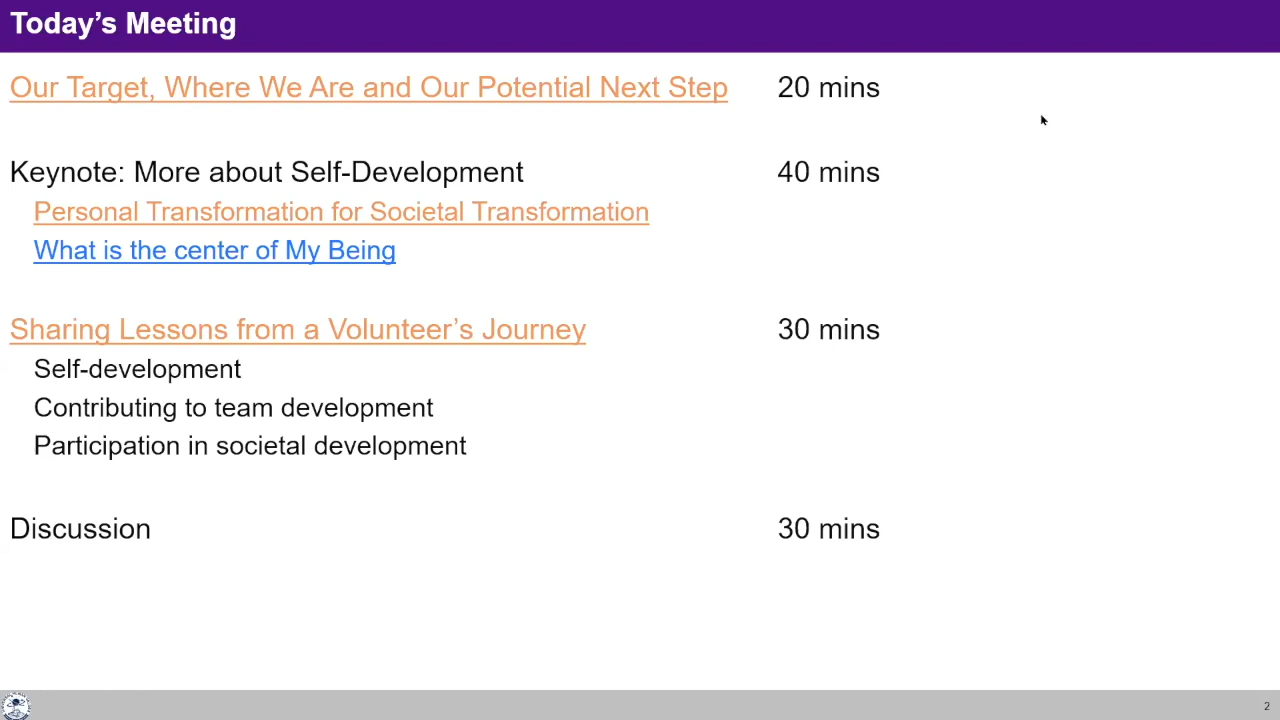 Today’s Meeting
Our Target, Where We Are and Our Potential Next Step 20 mins
Keynote: More about Self-Development 40 mins
Personal Transformation for Societal Transformation
What is the center of My Being
Sharing Lessons from a Volunteer’s Journey 30 mins
Self-development
Contributing to team development
Participation in societal development
Discussion 30 mins
2